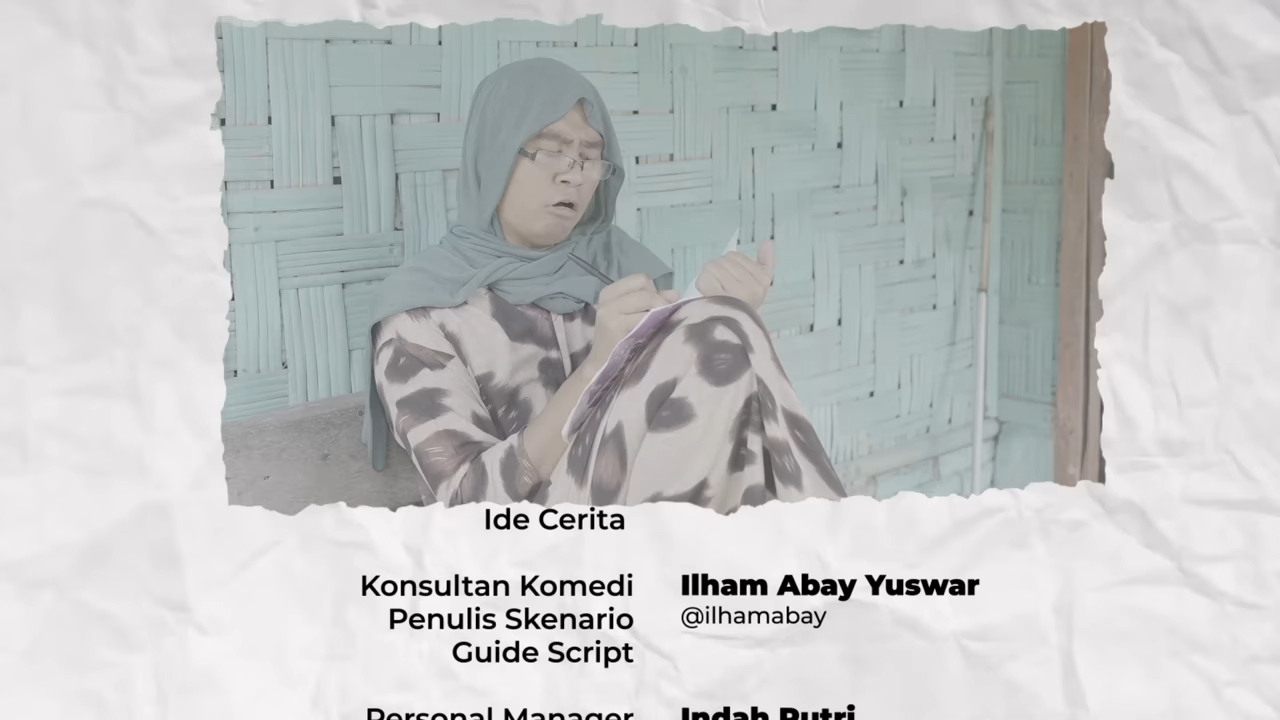 Ide Cerita
Konsultan Komedi
Penulis Skenario
Guide Script
Ilham Abay Yuswar
@ilhamabay
Personal Manager
Indah Putri